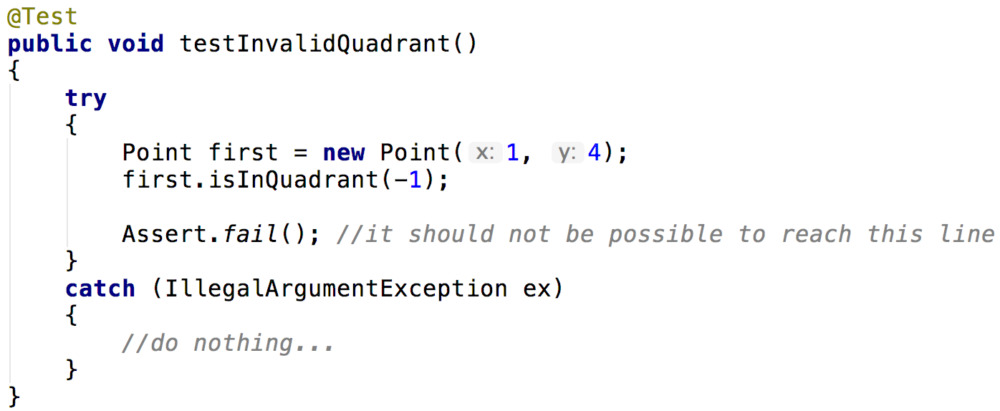 @Test
public void testInvalidQuadrant()
{
    try
    {
        Point first = new Point( x: 1,  y: 4);
        first.isInQuadrant(-1);

        Assert.fail(); //it should not be possible to reach this line
    }
    catch (IllegalArgumentException ex)
    {
        //do nothing...
    }
}